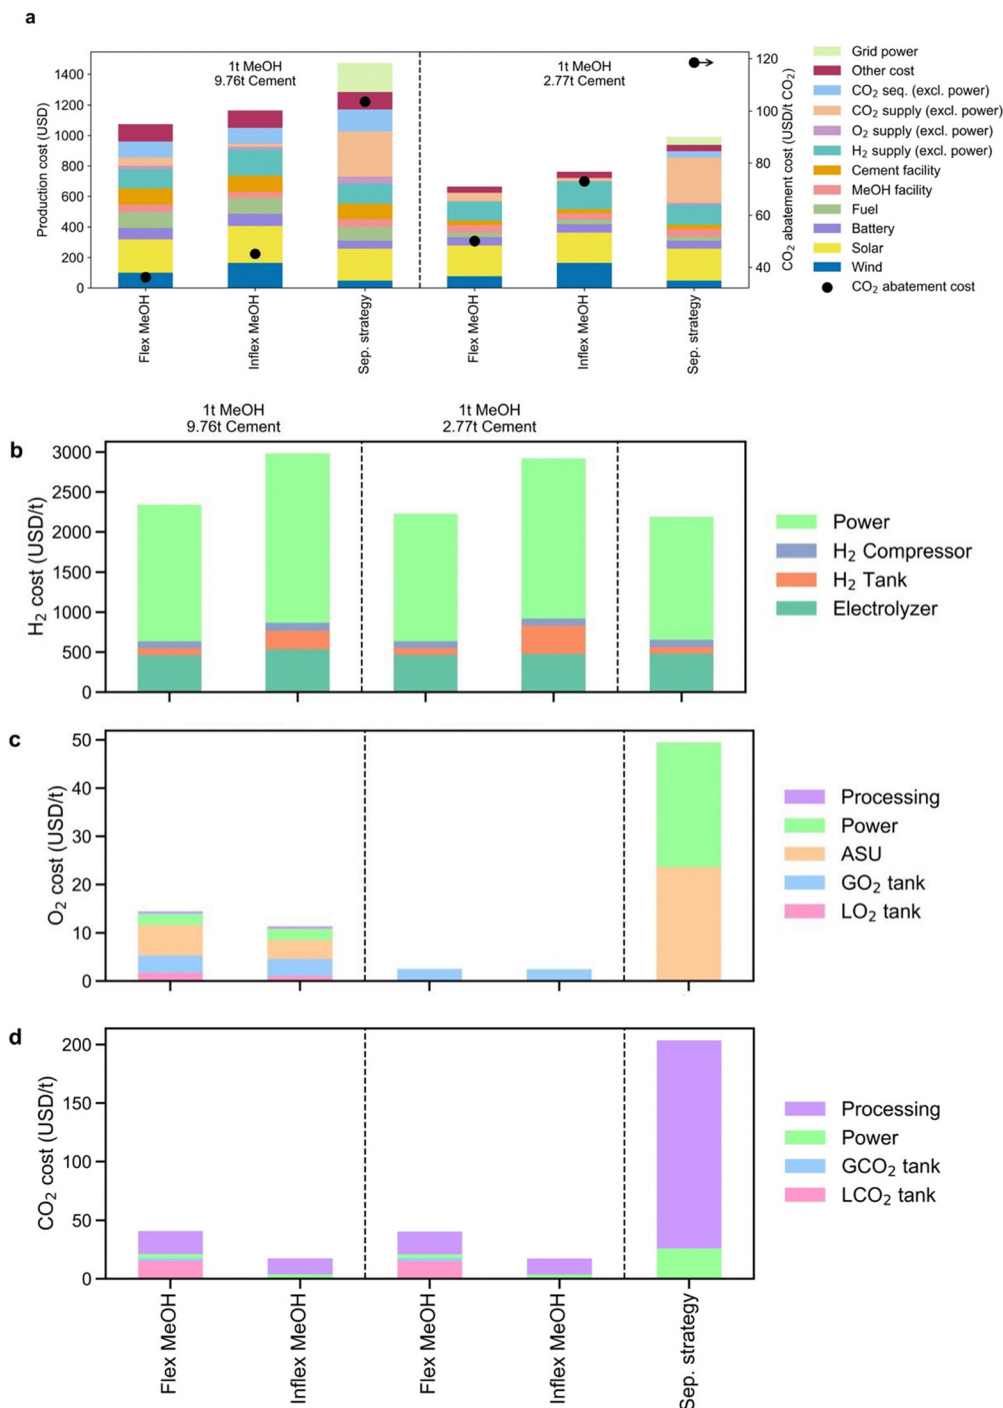 a
1t MeOH
9.76t Cement
1t MeOH
2.77t Cement
Production cost (USD)
1400
1200
1000
800
600
400
200
0
120
100
80
60
40
CO₂ abatement cost (USD/t CO₂)
Flex MeOH
Inflex MeOH
Sep. strategy
Flex MeOH
Inflex MeOH
Sep. strategy
Grid power
Other cost
CO₂ seq. (excl. power)
CO₂ supply (excl. power)
O₂ supply (excl. power)
H₂ supply (excl. power)
Cement facility
MeOH facility
Fuel
Battery
Solar
Wind
CO₂ abatement cost
1t MeOH
9.76t Cement
1t MeOH
2.77t Cement
b
H₂ cost (USD/t)
3000
2500
2000
1500
1000
500
0
Power
H₂ Compressor
H₂ Tank
Electrolyzer
c
O₂ cost (USD/t)
50
40
30
20
10
0
Processing
Power
ASU
GO₂ tank
LO₂ tank
d
CO₂ cost (USD/t)
200
150
100
50
0
Processing
Power
GCO₂ tank
LCO₂ tank
Flex MeOH
Inflex MeOH
Flex MeOH
Inflex MeOH
Sep. strategy